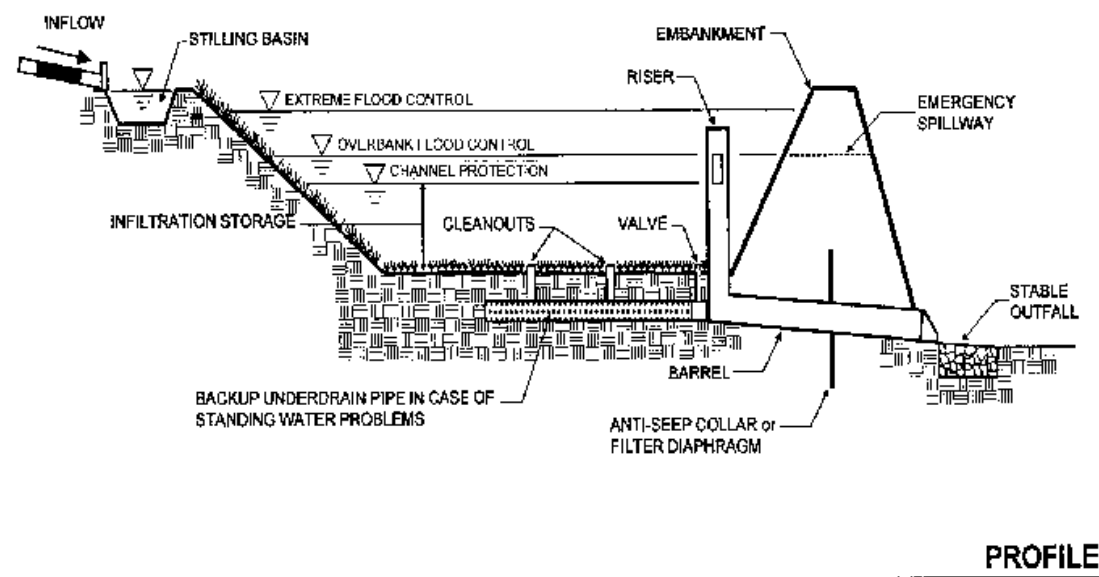 INFLOW
STILLING BASIN
EMBANKMENT
RISER
EXTREME FLOOD CONTROL
EMERGENCY
SPILLWAY
OVERBANK FLOOD CONTROL
CHANNEL PROTECTION
INFILTRATION STORAGE
CLEANOUTS
VALVE
STABLE
OUTFALL
BARREL
BACKUP UNDERDRAIN PIPE IN CASE OF
STANDING WATER PROBLEMS
ANTI-SEEP COLLAR or
FILTER DIAPHRAGM
PROFILE